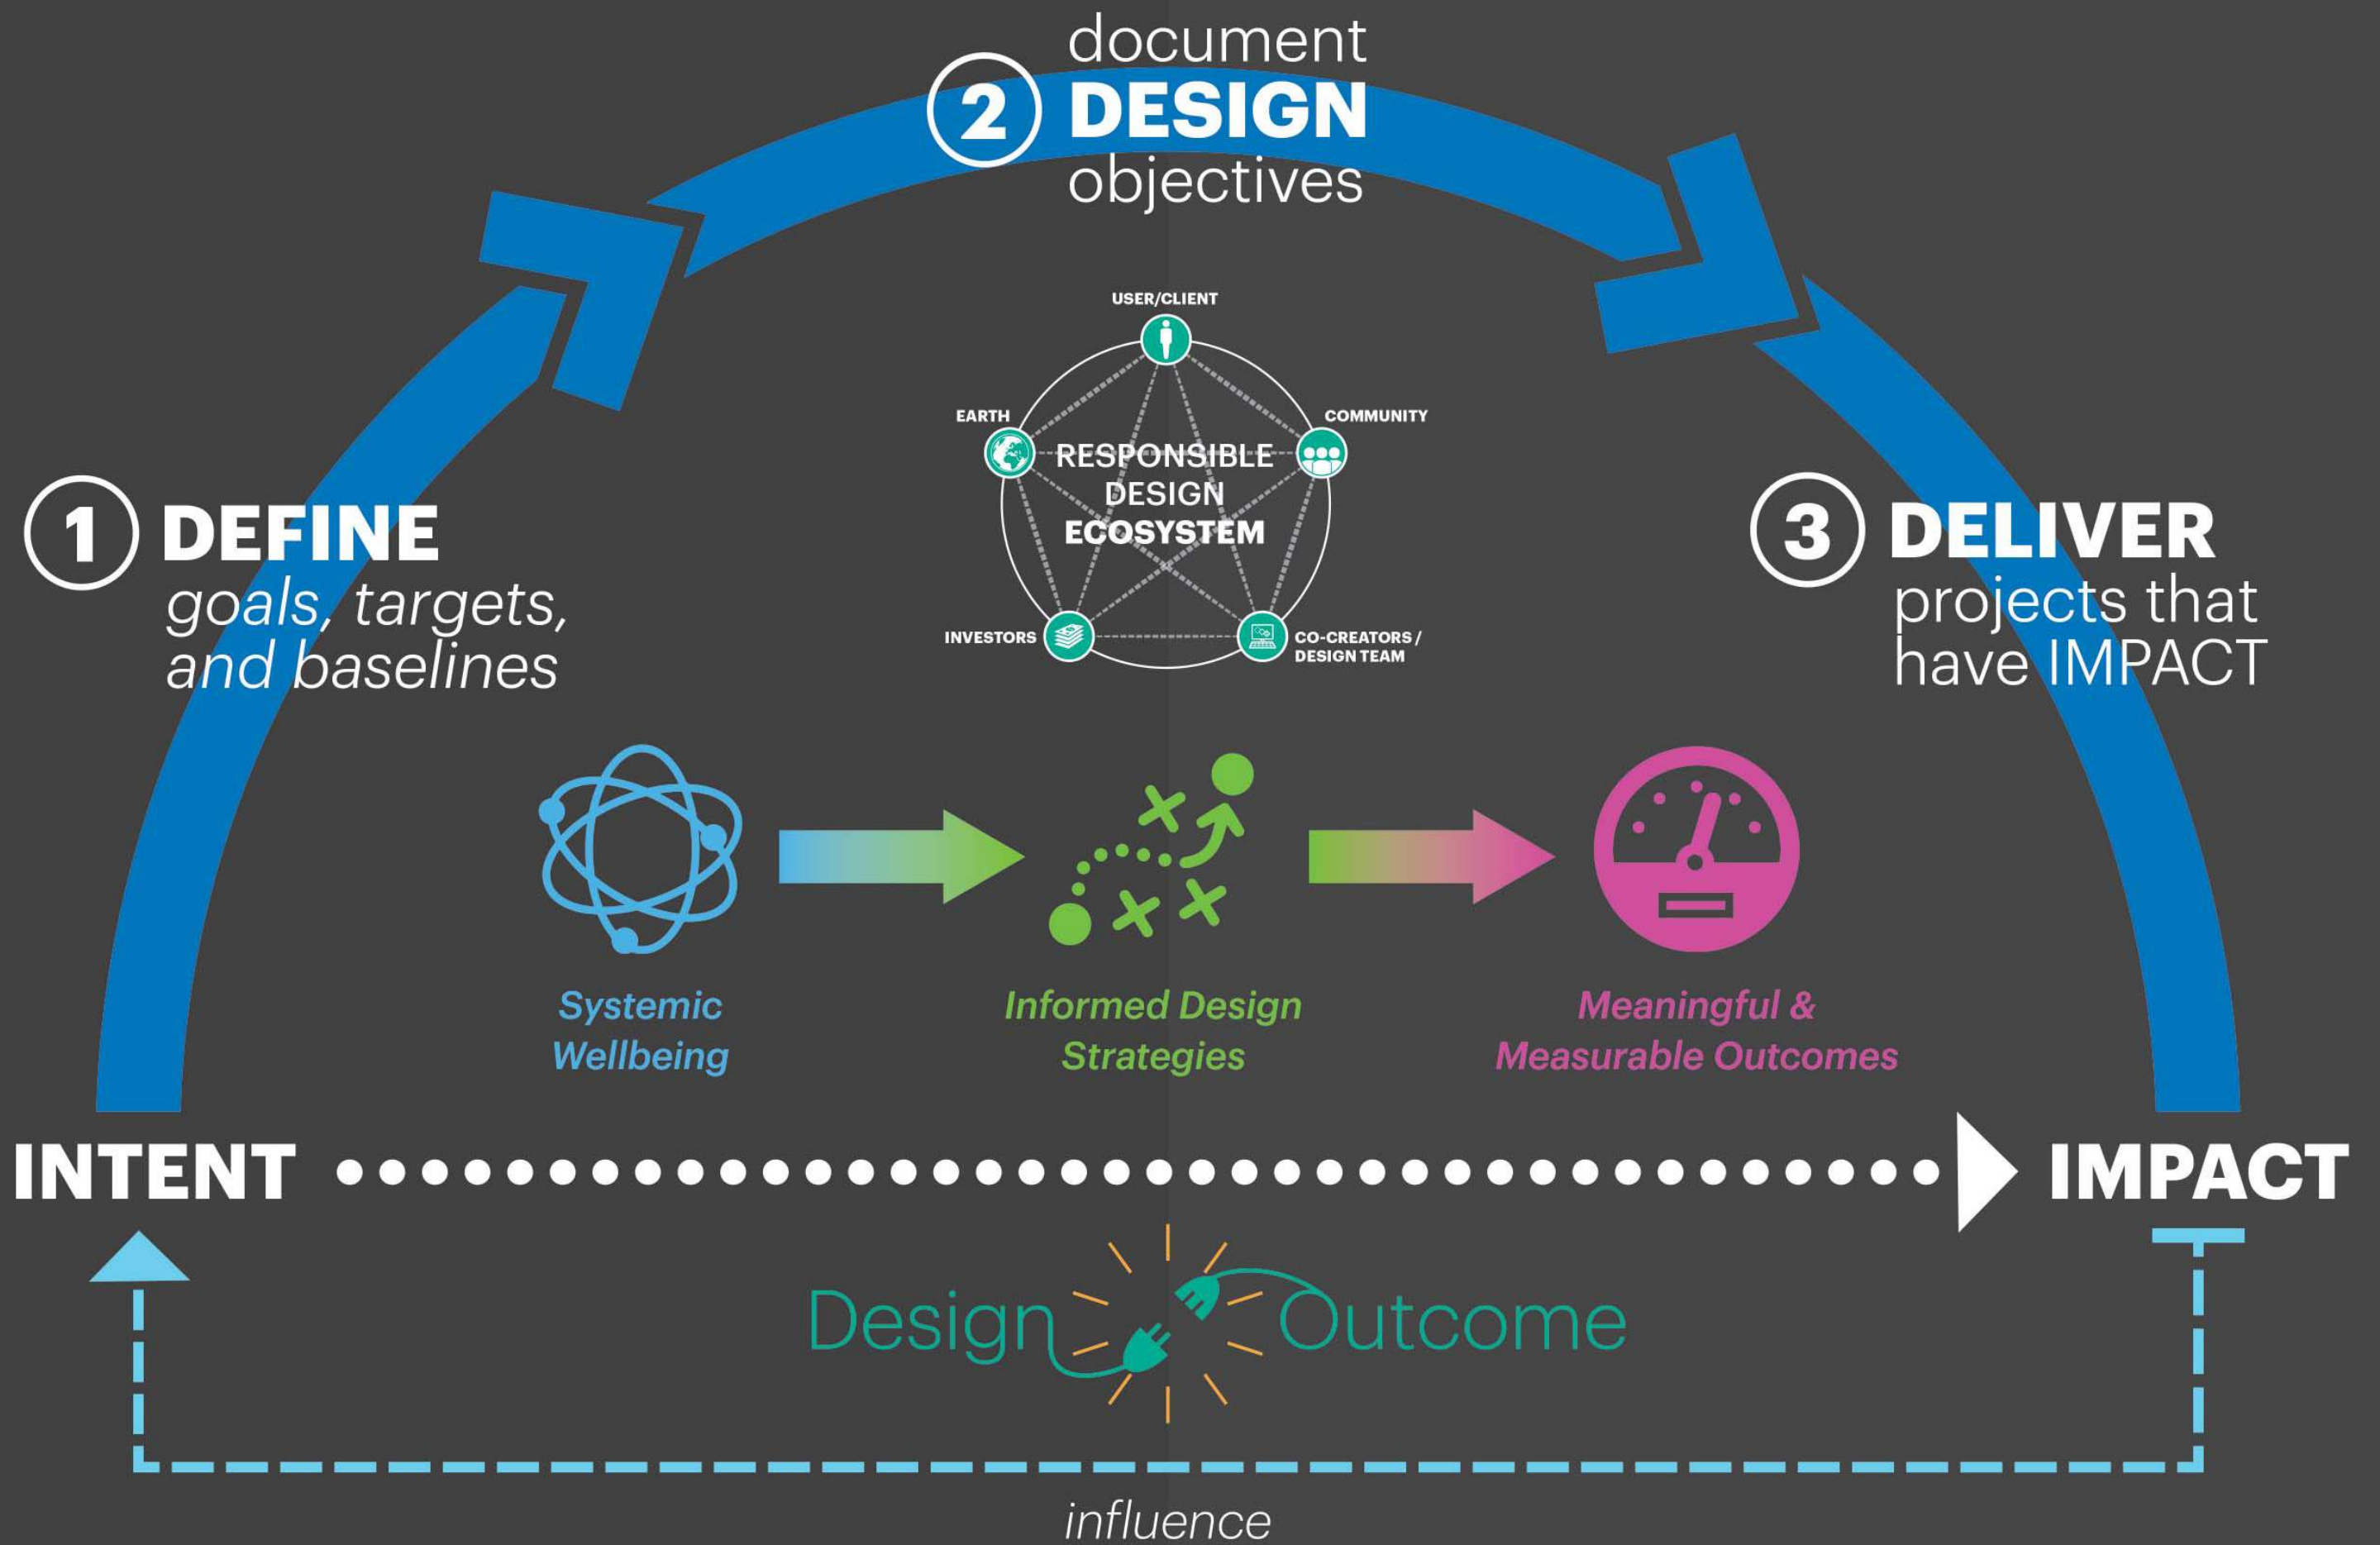 document
2 DESIGN
objectives
USER/CLIENT
EARTH
COMMUNITY
RESPONSIBLE
DESIGN
ECOSYSTEM
INVESTORS
CO-CREATORS /
DESIGN TEAM
1 DEFINE
goals, targets,
and baselines
3 DELIVER
projects that
have IMPACT
Systemic
Wellbeing
Informed Design
Strategies
Meaningful &
Measurable Outcomes
INTENT
IMPACT
Design
Outcome
influence